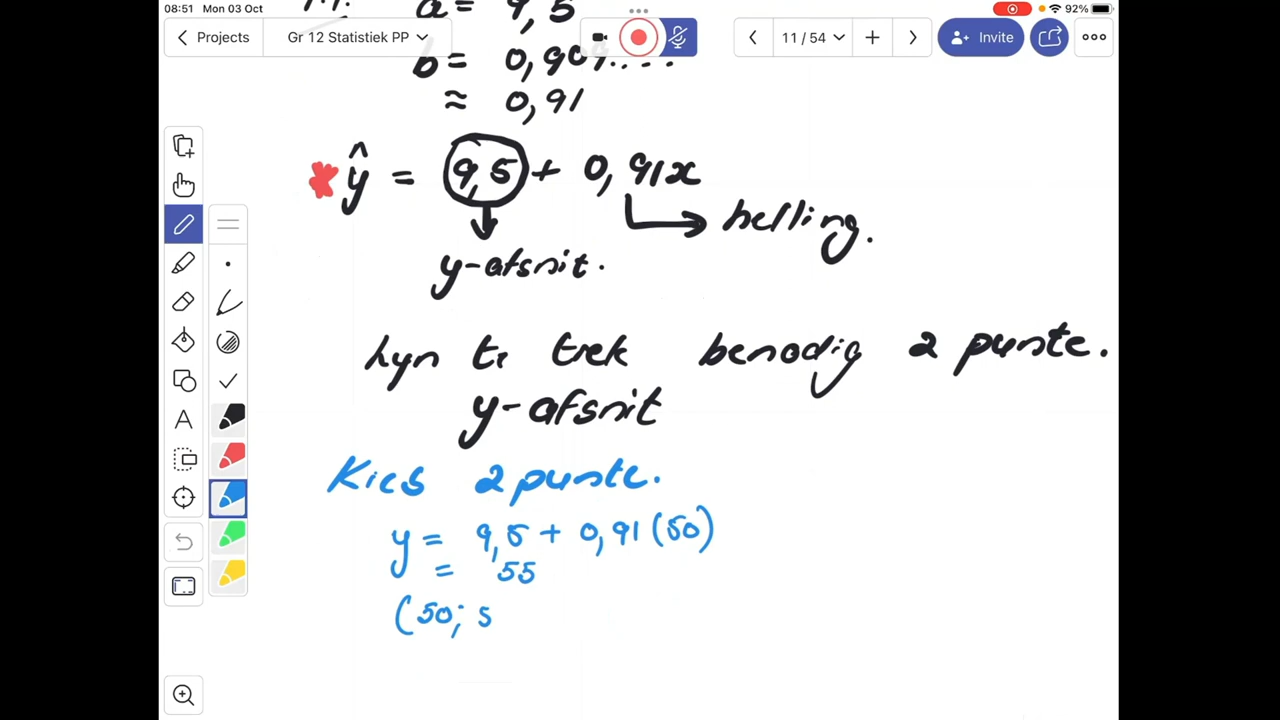 08:51 Mon 03 Oct
92%
Projects
Gr 12 Statistiek PP
11 / 54
Invite
a = 9,5
b = 0,909....
≈ 0,91
* ŷ = 9,5 + 0,91x
helling.
y-afsnit.
lyn te trek benodig 2 punte.
y-afsnit
Kies 2 punte.
y = 9,5 + 0,91(50)
= 55
(50; 5
A